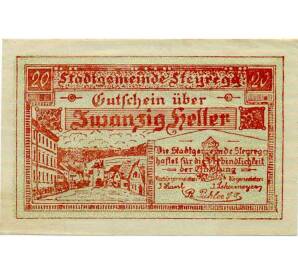 20 Stadtgemeinde Steyregg 20
Gutschein über
Zwanzig Heller
Die Stadtgemeinde Steyregg
haftet für die Verbindlichkeit
der Einlösung